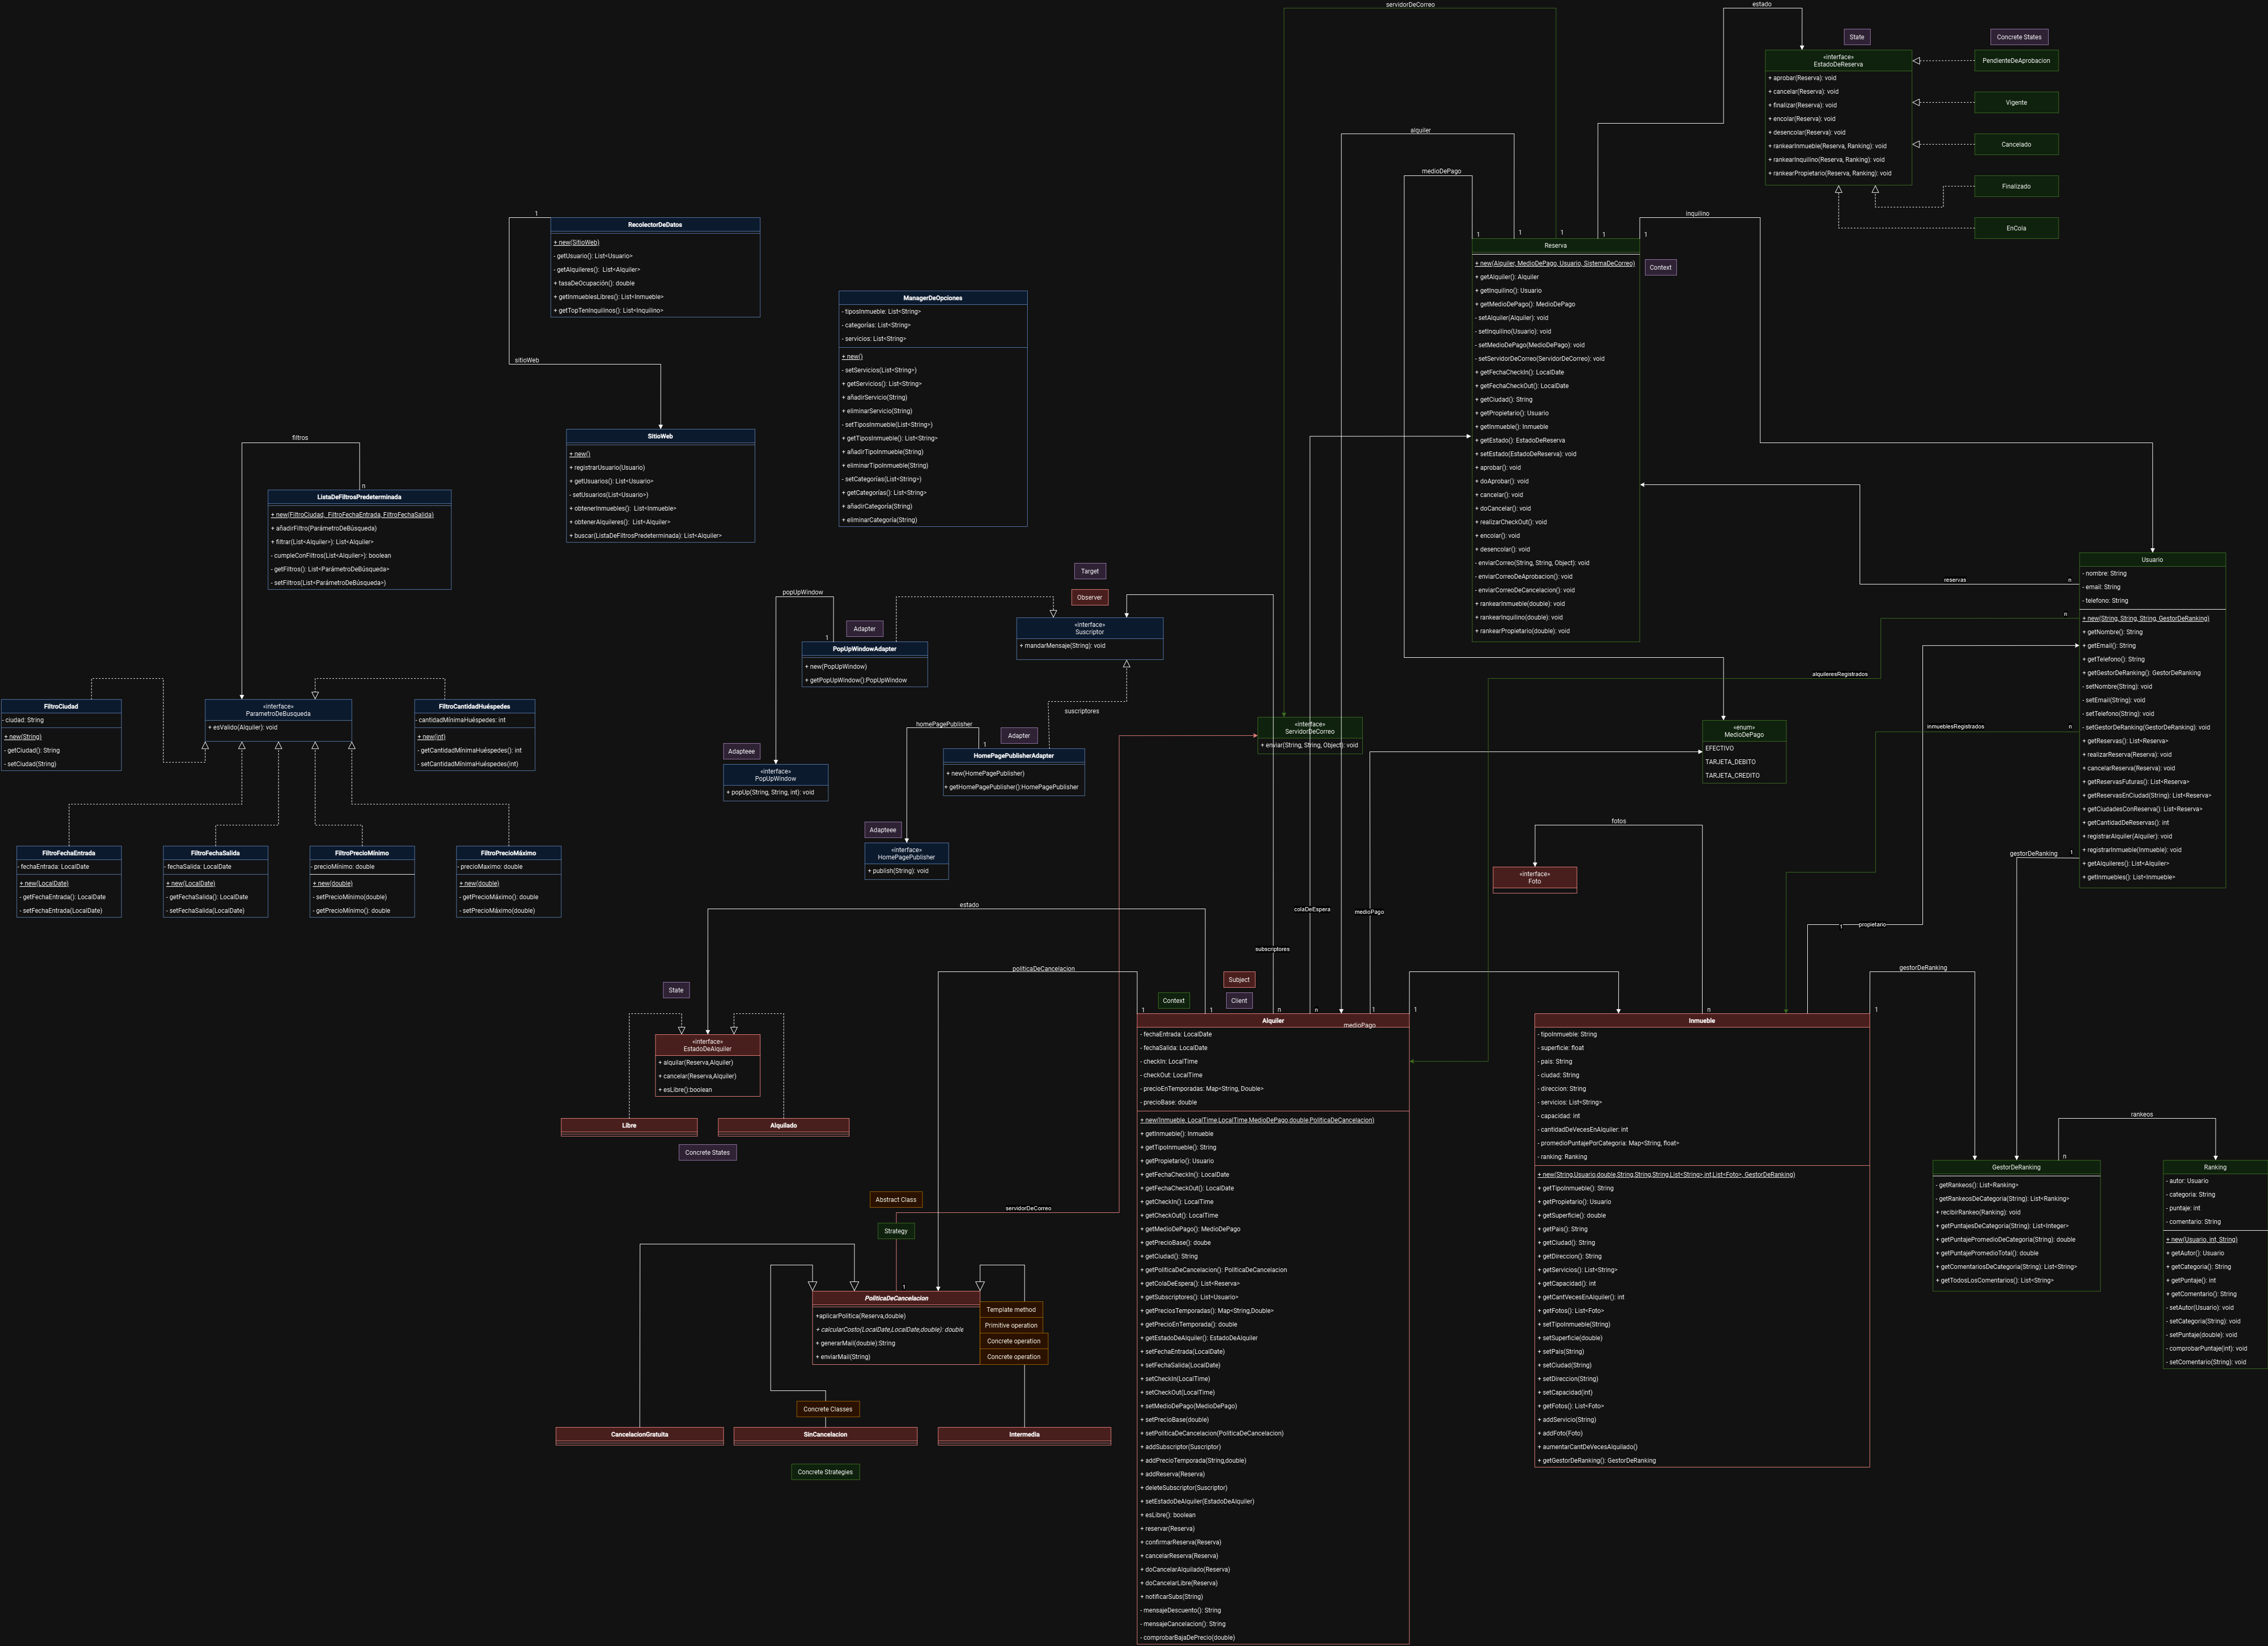 servidorDeCorreo
estado
State
Concrete States
«interface»
EstadoDeReserva
+ aprobar(Reserva): void
+ cancelar(Reserva): void
+ finalizar(Reserva): void
+ encolar(Reserva): void
+ desencolar(Reserva): void
+ rankearInmueble(Reserva, Ranking): void
+ rankearInquilino(Reserva, Ranking): void
+ rankearPropietario(Reserva, Ranking): void
PendienteDeAprobacion
Vigente
Cancelado
Finalizado
EnCola
alquiler
medioDePago
inquilino
1
1
1
1
1
Reserva
+ new(Alquiler, MedioDePago, Usuario, SistemaDeCorreo)
+ getAlquiler(): Alquiler
+ getInquilino(): Usuario
+ getMedioDePago(): MedioDePago
- setAlquiler(Alquiler): void
- setInquilino(Usuario): void
- setMedioDePago(MedioDePago): void
- setServidorDeCorreo(ServidorDeCorreo): void
+ getFechaCheckIn(): LocalDate
+ getFechaCheckOut(): LocalDate
+ getCiudad(): String
+ getPropietario(): Usuario
+ getInmueble(): Inmueble
+ getEstado(): EstadoDeReserva
+ setEstado(EstadoDeReserva): void
+ aprobar(): void
+ doAprobar(): void
+ cancelar(): void
+ doCancelar(): void
+ realizarCheckOut(): void
+ encolar(): void
+ desencolar(): void
- enviarCorreo(String, String, Object): void
- enviarCorreoDeAprobacion(): void
- enviarCorreoDeCancelacion(): void
+ rankearInmueble(double): void
+ rankearInquilino(double): void
+ rankearPropietario(double): void
Context
1
RecolectorDeDatos
+ new(SitioWeb)
- getUsuario(): List<Usuario>
- getAlquileres():  List<Alquiler>
+ tasaDeOcupación(): double
+ getInmueblesLibres(): List<Inmueble>
+ getTopTenInquilinos(): List<Inquilino>
sitioWeb
ManagerDeOpciones
- tiposInmueble: List<String>
- categorías: List<String>
- servicios: List<String>
+ new()
- setServicios(List<String>)
+ getServicios(): List<String>
+ añadirServicio(String)
+ eliminarServicio(String)
- setTiposInmueble(List<String>)
+ getTiposInmueble(): List<String>
+ añadirTipoInmueble(String)
+ eliminarTipoInmueble(String)
- setCategorías(List<String>)
+ getCategorías(): List<String>
+ añadirCategoría(String)
+ eliminarCategoría(String)
SitioWeb
+ new()
+ registrarUsuario(Usuario)
+ getUsuarios(): List<Usuario>
- setUsuarios(List<Usuario>)
+ obtenerInmuebles():  List<Inmueble>
+ obtenerAlquileres():  List<Alquiler>
+ buscar(ListaDeFiltrosPredeterminada): List<Alquiler>
filtros
n
ListaDeFiltrosPredeterminada
+ new(FiltroCiudad, FiltroFechaEntrada, FiltroFechaSalida)
+ añadirFiltro(ParámetroDeBúsqueda)
+ filtrar(List<Alquiler>): List<Alquiler>
- cumpleConFiltros(List<Alquiler>): boolean
- getFiltros(): List<ParámetroDeBúsqueda>
- setFiltros(List<ParámetroDeBúsqueda>)
FiltroCiudad
- ciudad: String
+ new(String)
- getCiudad(): String
- setCiudad(String)
«interface»
ParametroDeBusqueda
+ esValido(Alquiler): void
FiltroCantidadHuéspedes
- cantidadMínimaHuéspedes: int
+ new(int)
- getCantidadMínimaHuéspedes(): int
- setCantidadMínimaHuéspedes(int)
FiltroFechaEntrada
- fechaEntrada: LocalDate
+ new(LocalDate)
- getFechaEntrada(): LocalDate
- setFechaEntrada(LocalDate)
FiltroFechaSalida
- fechaSalida: LocalDate
+ new(LocalDate)
- getFechaSalida(): LocalDate
- setFechaSalida(LocalDate)
FiltroPrecioMínimo
- precioMínimo: double
+ new(double)
- setPrecioMínimo(double)
- getPrecioMínimo(): double
FiltroPrecioMáximo
- precioMaximo: double
+ new(double)
- getPrecioMáximo(): double
- setPrecioMáximo(double)
Target
Observer
«interface»
Suscriptor
+ mandarMensaje(String): void
popUpWindow
Adapter
1
PopUpWindowAdapter
+ new(PopUpWindow)
+ getPopUpWindow():PopUpWindow
suscriptores
homePagePublisher
Adapter
1
HomePagePublisherAdapter
+ new(HomePagePublisher)
+ getHomePagePublisher():HomePagePublisher
Adapteee
«interface»
PopUpWindow
+ popUp(String, String, int): void
Adapteee
«interface»
HomePagePublisher
+ publish(String): void
«interface»
ServidorDeCorreo
+ enviar(String, String, Object): void
«enum»
MedioDePago
EFECTIVO
TARJETA_DEBITO
TARJETA_CREDITO
reservas
n
n
alquileresRegistrados
inmueblesRegistrados
n
Usuario
- nombre: String
- email: String
- telefono: String
+ new(String, String, String, GestorDeRanking)
+ getNombre(): String
+ getEmail(): String
+ getTelefono(): String
+ getGestorDeRanking(): GestorDeRanking
- setNombre(String): void
- setEmail(String): void
- setTelefono(String): void
- setGestorDeRanking(GestorDeRanking): void
+ getReservas(): List<Reserva>
+ realizarReserva(Reserva): void
+ cancelarReserva(Reserva): void
+ getReservasFuturas(): List<Reserva>
+ getReservasEnCiudad(String): List<Reserva>
+ getCiudadesConReserva(): List<Reserva>
+ getCantidadDeReservas(): int
+ registrarAlquiler(Alquiler): void
+ registrarInmueble(Inmueble): void
+ getAlquileres(): List<Alquiler>
+ getInmuebles(): List<Inmueble>
gestorDeRanking
1
fotos
«interface»
Foto
1
propietario
gestorDeRanking
estado
colaDeEspera
medioPago
subscriptores
politicaDeCancelacion
Subject
Context
Client
1
1
n
n
1
1
n
1
State
«interface»
EstadoDeAlquiler
+ alquilar(Reserva,Alquiler)
+ cancelar(Reserva,Alquiler)
+ esLibre():boolean
Libre
Alquilado
Concrete States
Alquiler
medioPago
- fechaEntrada: LocalDate
- fechaSalida: LocalDate
- checkIn: LocalTime
- checkOut: LocalTime
- precioEnTemporadas: Map<String, Double>
- precioBase: double
+ new(Inmueble, LocalTime,LocalTime,MedioDePago,double,PoliticaDeCancelacion)
+ getInmueble(): Inmueble
+ getTipoInmueble(): String
+ getPropietario(): Usuario
+ getFechaCheckIn(): LocalDate
+ getFechaCheckOut(): LocalDate
+ getCheckIn(): LocalTime
+ getCheckOut(): LocalTime
+ getMedioDePago(): MedioDePago
+ getPrecioBase(): doube
+ getCiudad(): String
+ getPoliticaDeCancelacion(): PoliticaDeCancelacion
+ getColaDeEspera(): List<Reserva>
+ getSubscriptores(): List<Usuario>
+ getPreciosTemporadas(): Map<String,Double>
+ getPrecioEnTemporada(): double
+ getEstadoDeAlquiler(): EstadoDeAlquiler
+ setFechaEntrada(LocalDate)
+ setFechaSalida(LocalDate)
+ setCheckIn(LocalTime)
+ setCheckOut(LocalTime)
+ setMedioDePago(MedioDePago)
+ setPrecioBase(double)
+ setPoliticaDeCancelacion(PoliticaDeCancelacion)
+ addSubscriptor(Suscriptor)
+ addPrecioTemporada(String,double)
+ addReserva(Reserva)
+ deleteSubscriptor(Suscriptor)
+ setEstadoDeAlquiler(EstadoDeAlquiler)
+ esLibre(): boolean
+ reservar(Reserva)
+ confirmarReserva(Reserva)
+ cancelarReserva(Reserva)
+ doCancelarAlquilado(Reserva)
+ doCancelarLibre(Reserva)
+ notificarSubs(String)
- mensajeDescuento(): String
- mensajeCancelacion(): String
- comprobarBajaDePrecio(double)
Inmueble
- tipoInmueble: String
- superficie: float
- pais: String
- ciudad: String
- direccion: String
- servicios: List<String>
- capacidad: int
- cantidadDeVecesEnAlquiler: int
- promedioPuntajePorCategoria: Map<String, float>
- ranking: Ranking
+ new(String,Usuario,double,String,String,String,List<String>,int,List<Foto>, GestorDeRanking)
+ getTipoInmueble(): String
+ getPropietario(): Usuario
+ getSuperficie(): double
+ getPais(): String
+ getCiudad(): String
+ getDireccion(): String
+ getServicios(): List<String>
+ getCapacidad(): int
+ getCantVecesEnAlquiler(): int
+ getFotos(): List<Foto>
+ setTipoInmueble(String)
+ setSuperficie(double)
+ setPais(String)
+ setCiudad(String)
+ setDireccion(String)
+ setCapacidad(int)
+ getFotos(): List<Foto>
+ addServicio(String)
+ addFoto(Foto)
+ aumentarCantDeVecesAlquilado()
+ getGestorDeRanking(): GestorDeRanking
rankeos
n
GestorDeRanking
- getRankeos(): List<Ranking>
- getRankeosDeCategoria(String): List<Ranking>
+ recibirRankeo(Ranking): void
+ getPuntajesDeCategoria(String): List<Integer>
+ getPuntajePromedioDeCategoria(String): double
+ getPuntajePromedioTotal(): double
+ getComentariosDeCategoria(String): List<String>
+ getTodosLosComentarios(): List<String>
Ranking
- autor: Usuario
- categoria: String
- puntaje: int
- comentario: String
+ new(Usuario, int, String)
+ getAutor(): Usuario
+ getCategoria(): String
+ getPuntaje(): int
+ getComentario(): String
- setAutor(Usuario): void
- setCategoria(String): void
- setPuntaje(double): void
- comprobarPuntaje(int): void
- setComentario(String): void
Abstract Class
servidorDeCorreo
Strategy
1
PoliticaDeCancelacion
+aplicarPolitica(Reserva,double)
+ calcularCosto(LocalDate,LocalDate,double): double
+ generarMail(double):String
+ enviarMail(String)
Template method
Primitive operation
Concrete operation
Concrete operation
Concrete Classes
CancelacionGratuita
SinCancelacion
Intermedia
Concrete Strategies